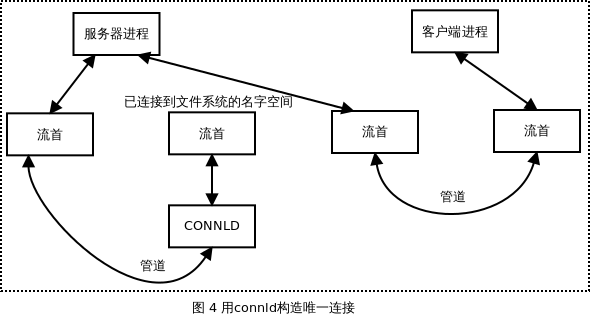 服务器进程
客户端进程
已连接到文件系统的名字空间
流首
流首
流首
流首
管道
CONNLD
管道
图 4 用connld构造唯一连接